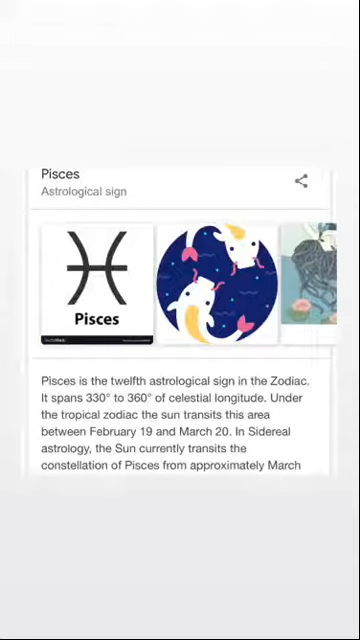 Pisces
Astrological sign
Pisces
Pisces is the twelfth astrological sign in the Zodiac.
It spans 330° to 360° of celestial longitude. Under
the tropical zodiac the sun transits this area
between February 19 and March 20. In Sidereal
astrology, the Sun currently transits the
constellation of Pisces from approximately March